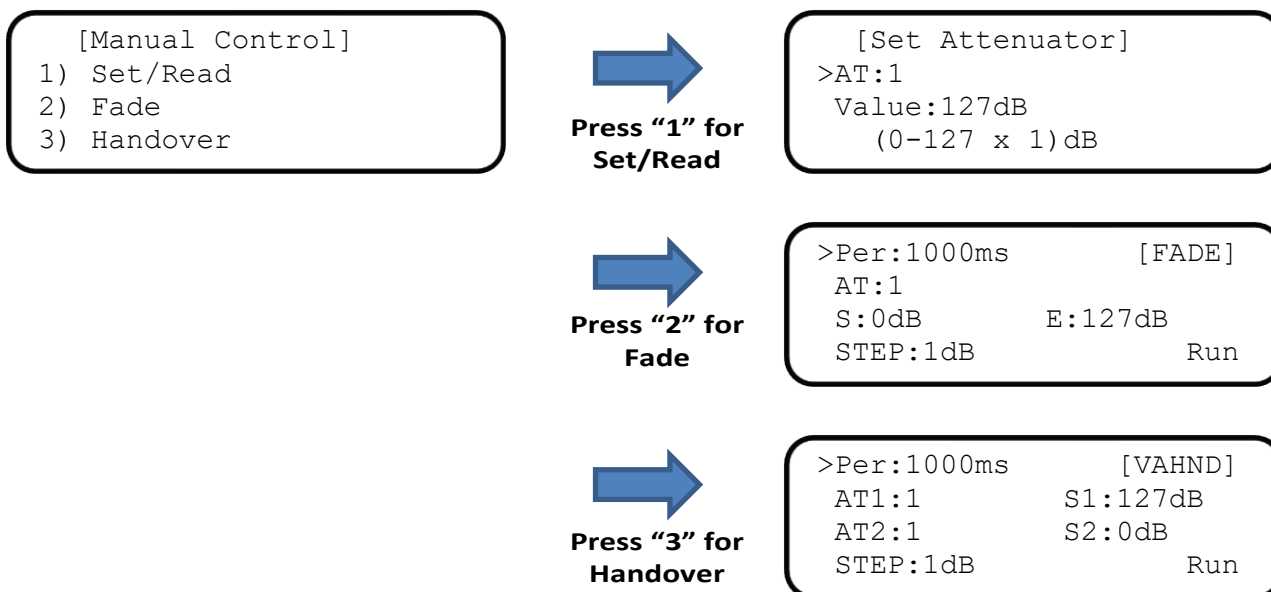 [Manual Control]
1) Set/Read
2) Fade
3) Handover
Press “1” for
Set/Read
[Set Attenuator]
>AT:1
Value:127dB
(0-127 x 1)dB
Press “2” for
Fade
>Per:1000ms [FADE]
AT:1
S:0dB E:127dB
STEP:1dB Run
Press “3” for
Handover
>Per:1000ms [VAHND]
AT1:1 S1:127dB
AT2:1 S2:0dB
STEP:1dB Run